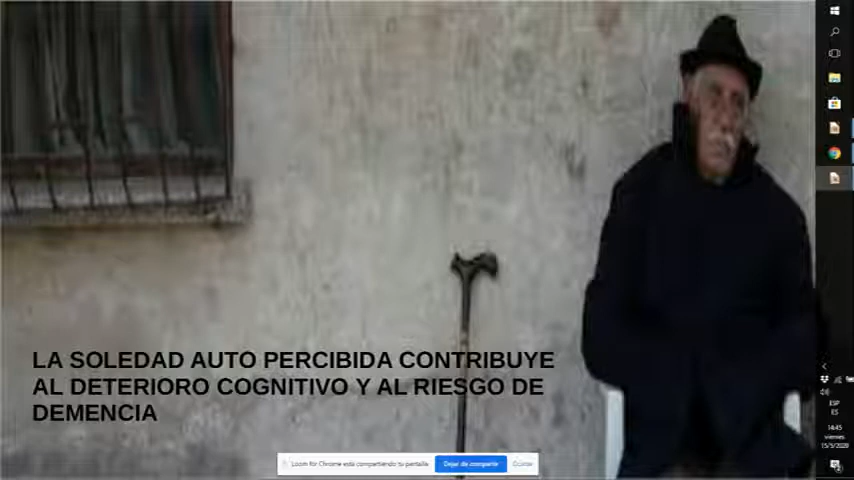 LA SOLEDAD AUTO PERCIBIDA CONTRIBUYE
AL DETERIORO COGNITIVO Y AL RIESGO DE
DEMENCIA
Loom for Chrome está compartiendo tu pantalla.
Dejar de compartir
Ocultar
ESP
ES
14:45
viernes
15/5/2020